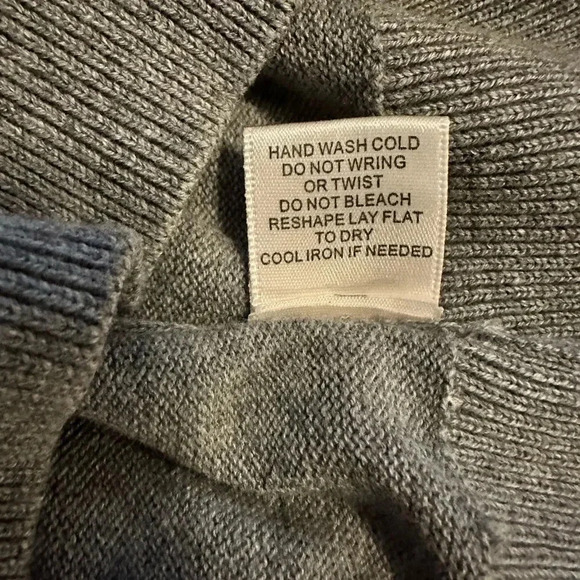 HAND WASH COLD
DO NOT WRING
OR TWIST
DO NOT BLEACH
RESHAPE LAY FLAT
TO DRY
COOL IRON IF NEEDED